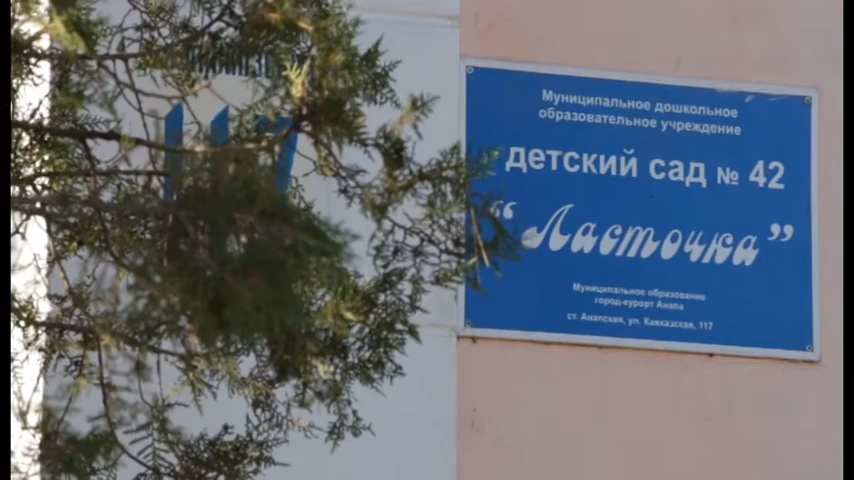 117
Муниципальное дошкольное
образовательное учреждение
детский сад № 42
“Ласточка”
Муниципальное образование
город-курорт Анапа
ст. Анапская, ул. Кавказская, 117